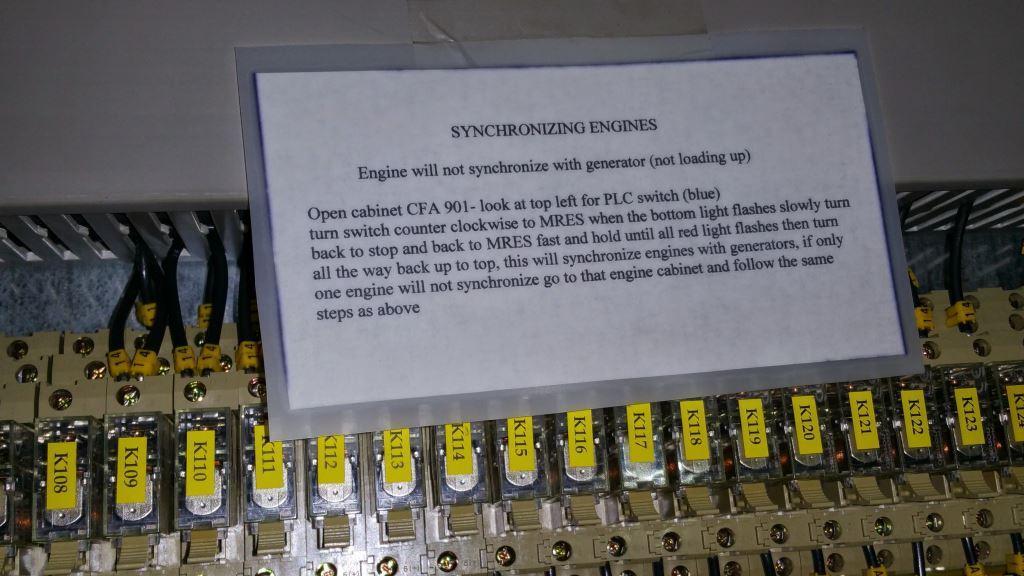 SYNCHRONIZING ENGINES
Engine will not synchronize with generator (not loading up)
Open cabinet CFA 901- look at top left for PLC switch (blue)
turn switch counter clockwise to MRES when the bottom light flashes slowly turn
back to stop and back to MRES fast and hold until all red light flashes then turn
all the way back up to top, this will synchronize engines with generators, if only
one engine will not synchronize go to that engine cabinet and follow the same
steps as above
14 14 14
K108 K109 K110 K111 K112 K113 K114 K115 K116 K117 K118 K119 K120 K121 K122 K123